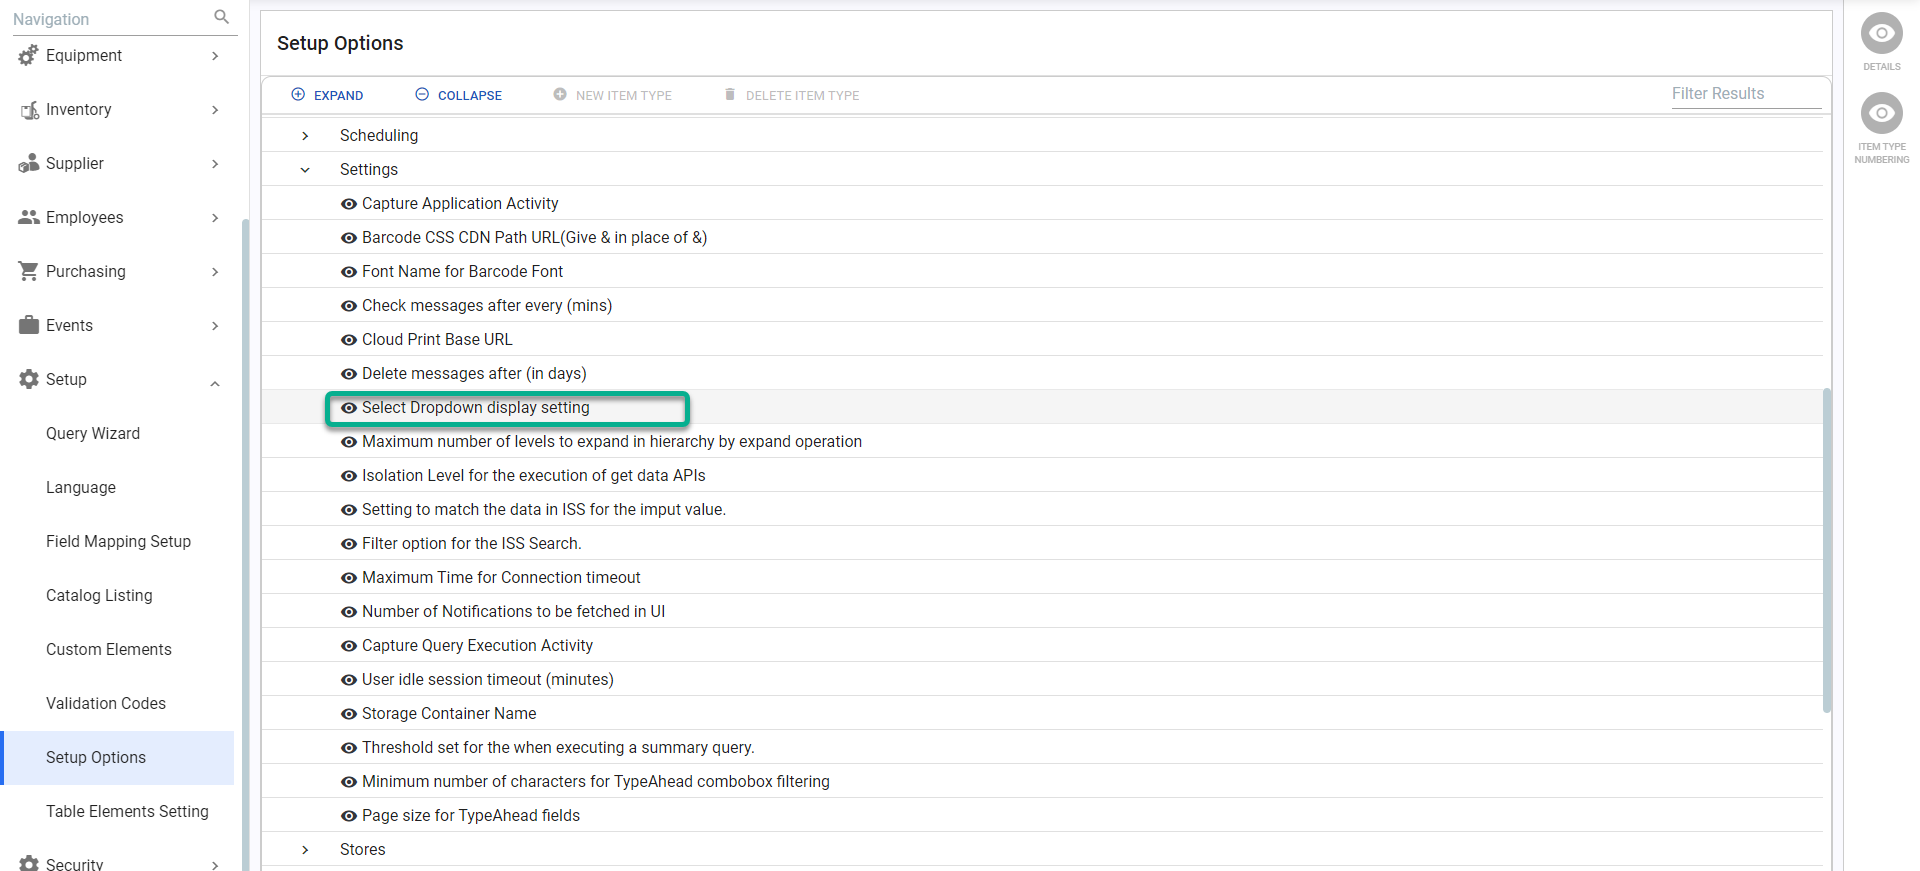 Navigation
Equipment
Inventory
Supplier
Employees
Purchasing
Events
Setup
Query Wizard
Language
Field Mapping Setup
Catalog Listing
Custom Elements
Validation Codes
Setup Options
Table Elements Setting
Security
Setup Options
EXPAND COLLAPSE NEW ITEM TYPE DELETE ITEM TYPE Filter Results
Scheduling
Settings
Capture Application Activity
Barcode CSS CDN Path URL(Give & in place of &)
Font Name for Barcode Font
Check messages after every (mins)
Cloud Print Base URL
Delete messages after (in days)
Select Dropdown display setting
Maximum number of levels to expand in hierarchy by expand operation
Isolation Level for the execution of get data APIs
Setting to match the data in ISS for the imput value.
Filter option for the ISS Search.
Maximum Time for Connection timeout
Number of Notifications to be fetched in UI
Capture Query Execution Activity
User idle session timeout (minutes)
Storage Container Name
Threshold set for the when executing a summary query.
Minimum number of characters for TypeAhead combobox filtering
Page size for TypeAhead fields
Stores
DETAILS
ITEM TYPE
NUMBERING